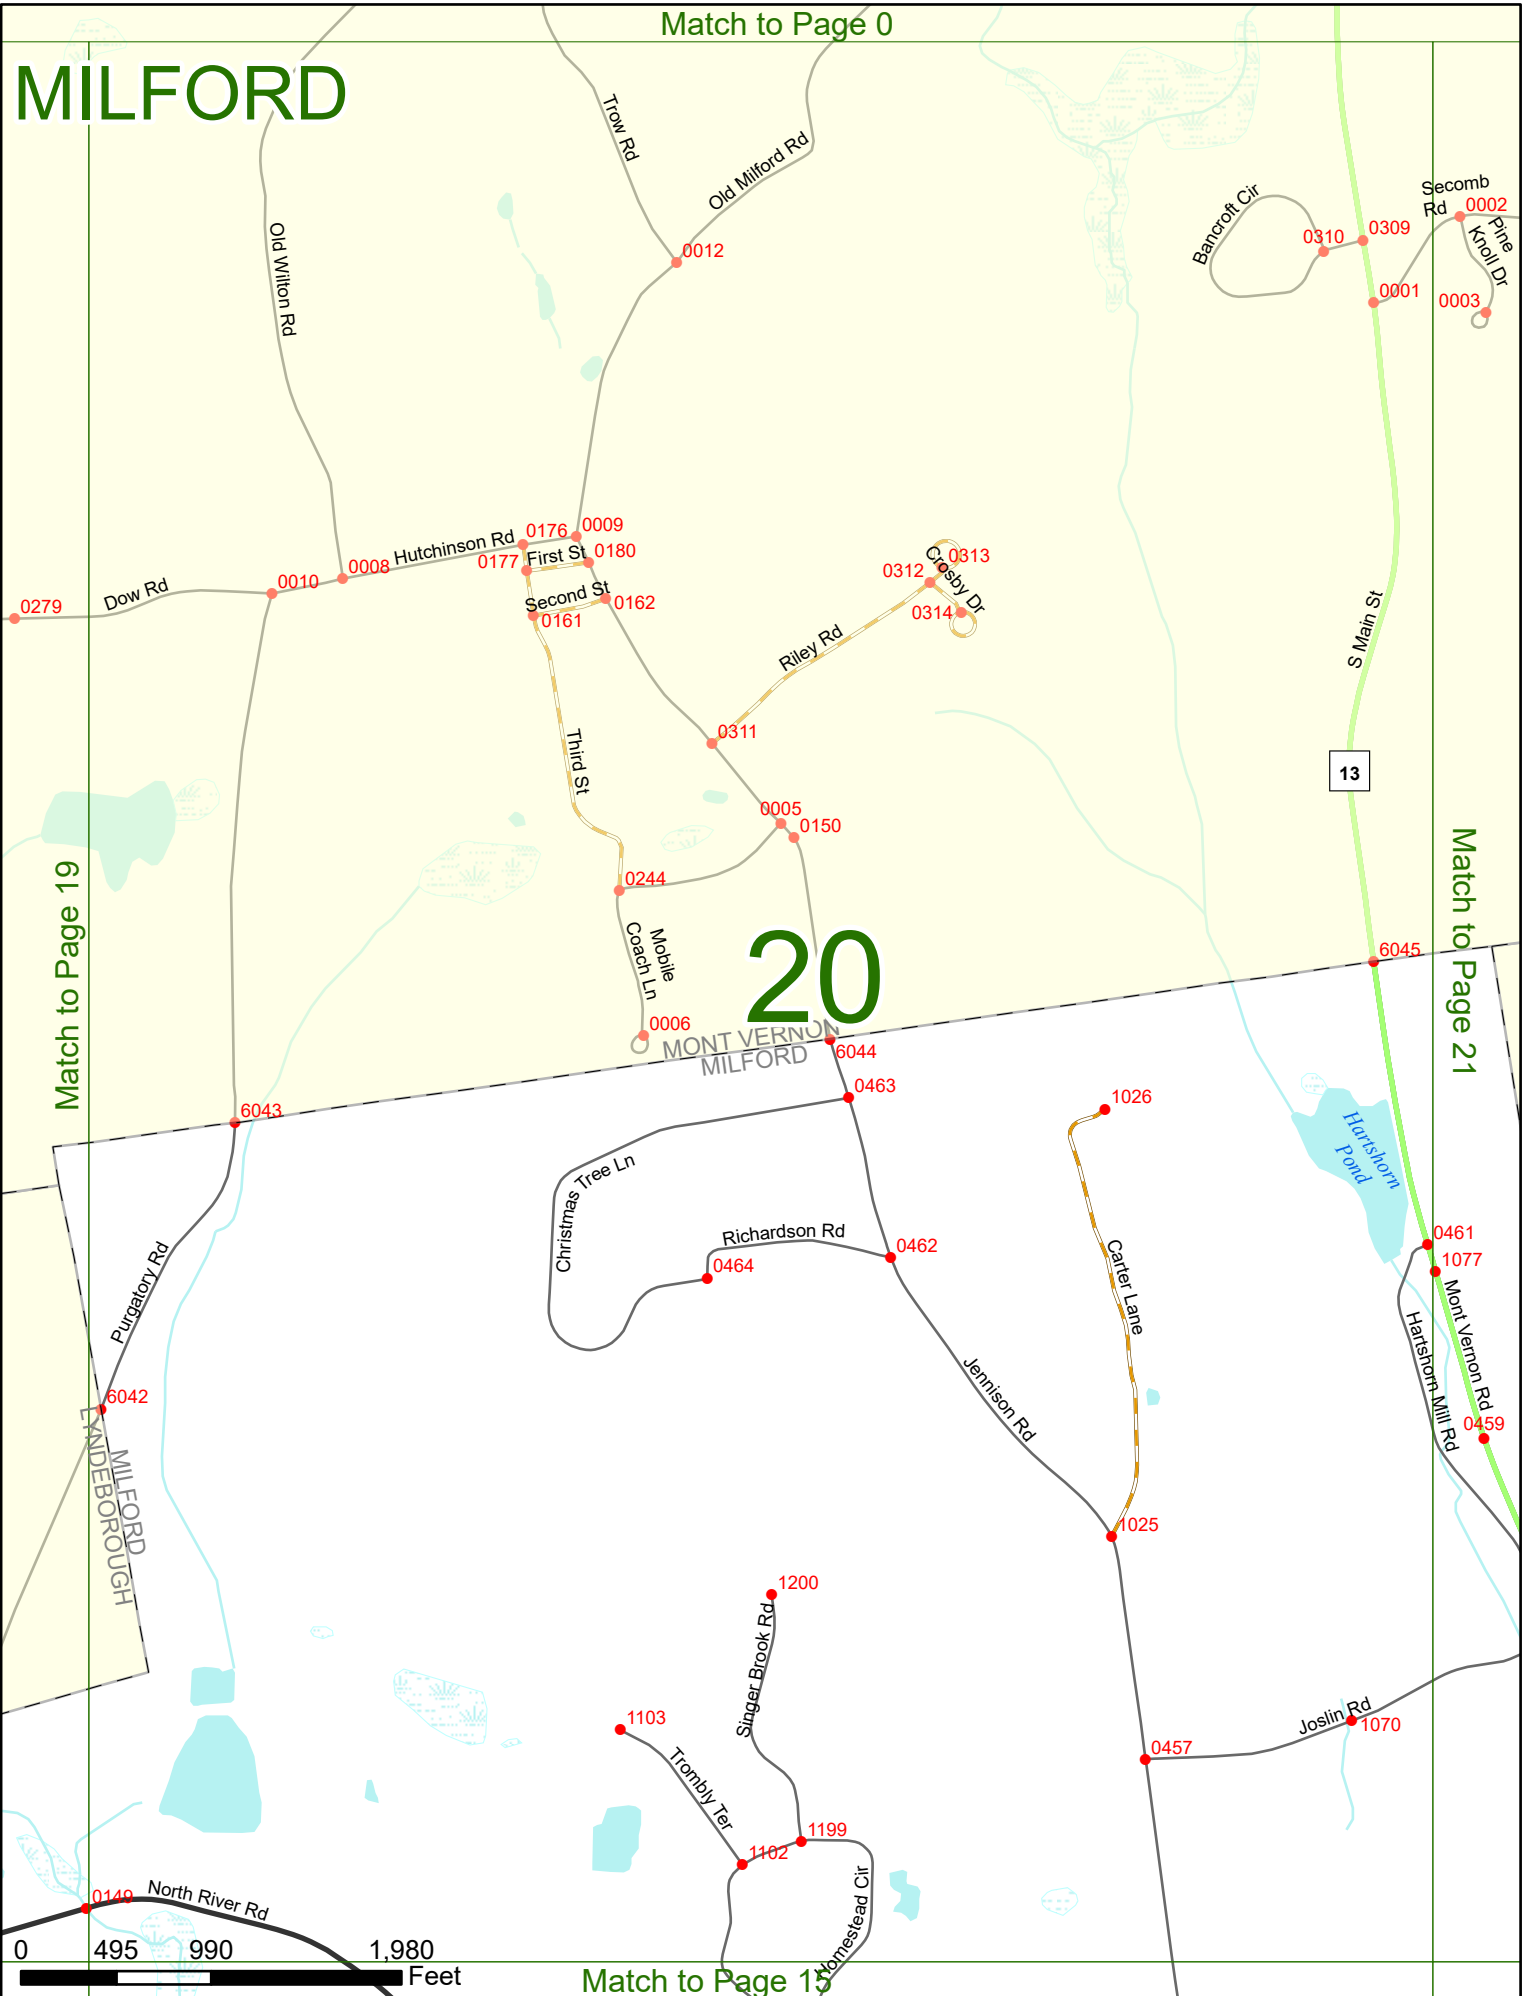 Match to Page 0
MILFORD
Trow Rd
Old Milford Rd
Bancroft Cir
Secomb
Rd
0002
Pine
Knoll Dr
0309
0310
0012
Old Wilton Rd
0001
0003
0176
0009
Hutchinson Rd
0177
First St
0180
0008
0010
Dow Rd
0279
Second St
0161
0162
Crosby Dr
0313
0312
0314
Riley Rd
S Main St
0311
Third St
13
0005
0150
0244
Match to Page 19
Match to Page 21
Mobile
Coach Ln
20
6045
0006
MONT VERNON
MILFORD
6044
0463
6043
1026
Hartshorn
Pond
Christmas Tree Ln
Richardson Rd
0462
0464
Purgatory Rd
Carter Lane
0461
1077
Mont Vernon Rd
Hartshorn Mill Rd
0459
Jennison Rd
6042
MILFORD
LYNDEBOROUGH
1025
1200
Singer Brook Rd
1103
Trombly Ter
Joslin Rd
1070
0457
1199
1102
Homestead Cir
0149
North River Rd
0
495
990
1,980
Feet
Match to Page 15